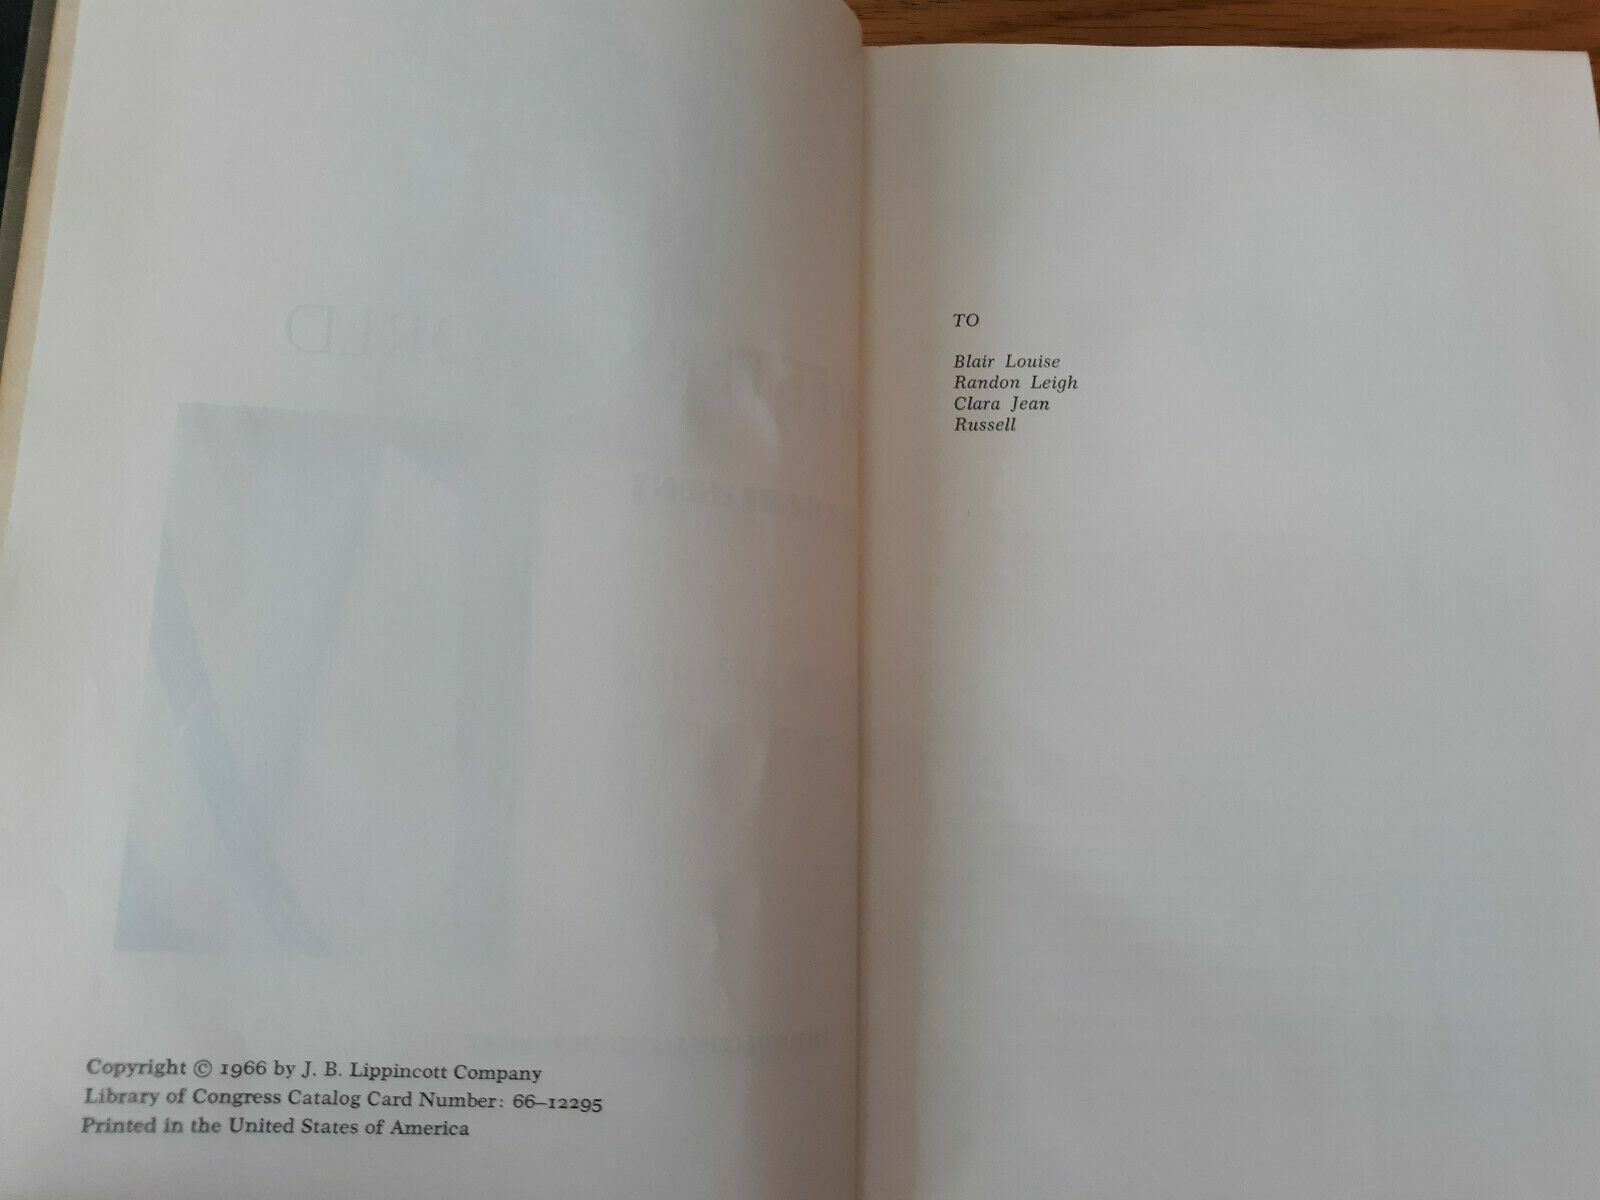 Copyright © 1966 by J. B. Lippincott Company
Library of Congress Catalog Card Number: 66–12295
Printed in the United States of America
TO
Blair Louise
Randon Leigh
Clara Jean
Russell